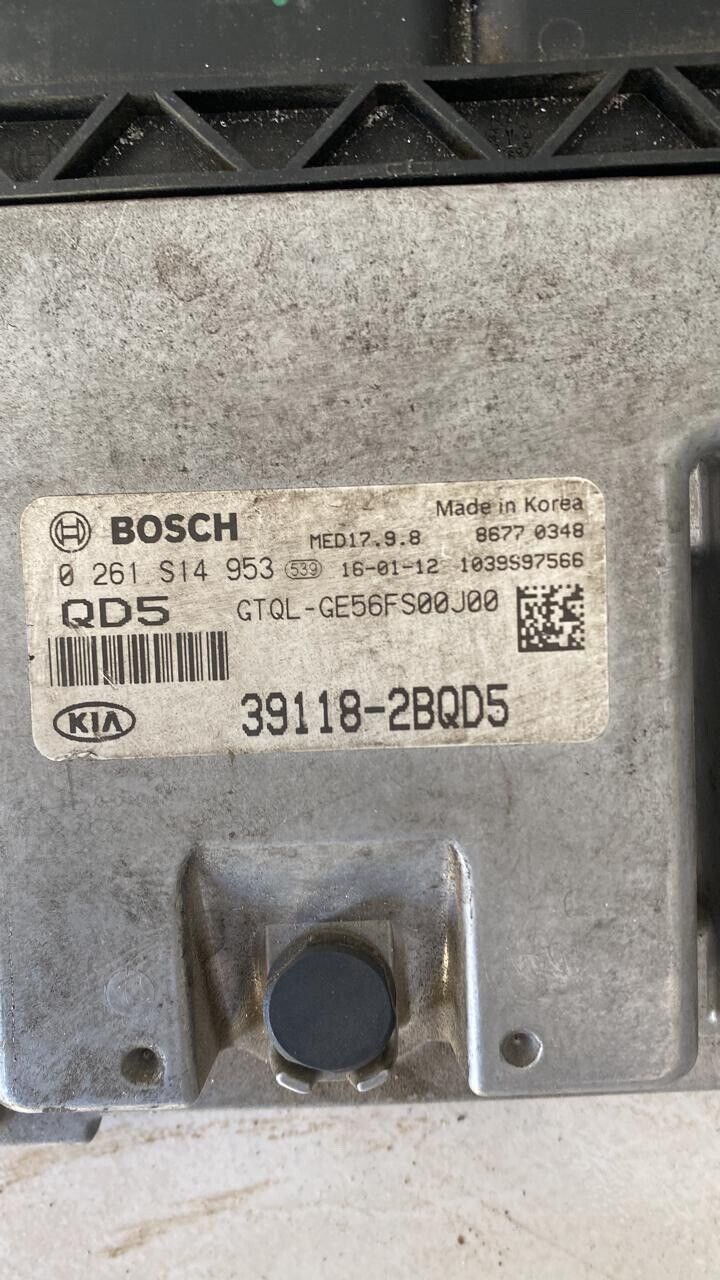 BOSCH
Made in Korea
MED17.9.8
8677 0348
0 261 S14 953 539 16-01-12 1039S97566
QD5
GTQL-GE56FS00J00
KIA
39118-2BQD5